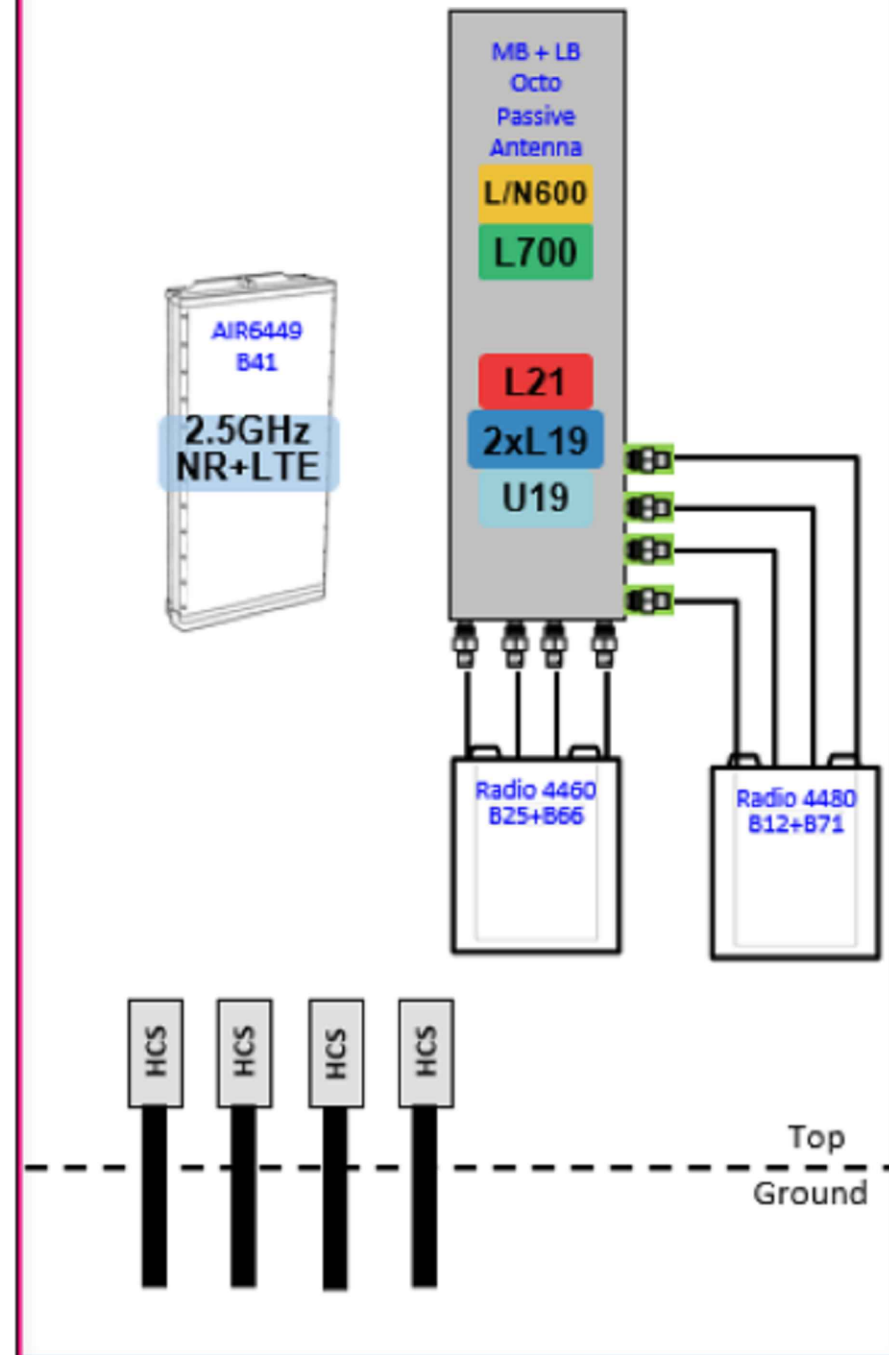 MB + LB
Octo
Passive
Antenna
L/N600
L700
AIR6449
B41
2.5GHz
NR+LTE
L21
2xL19
U19
Radio 4460
B25+B66
Radio 4480
B12+B71
HCS
HCS
HCS
HCS
Top
Ground